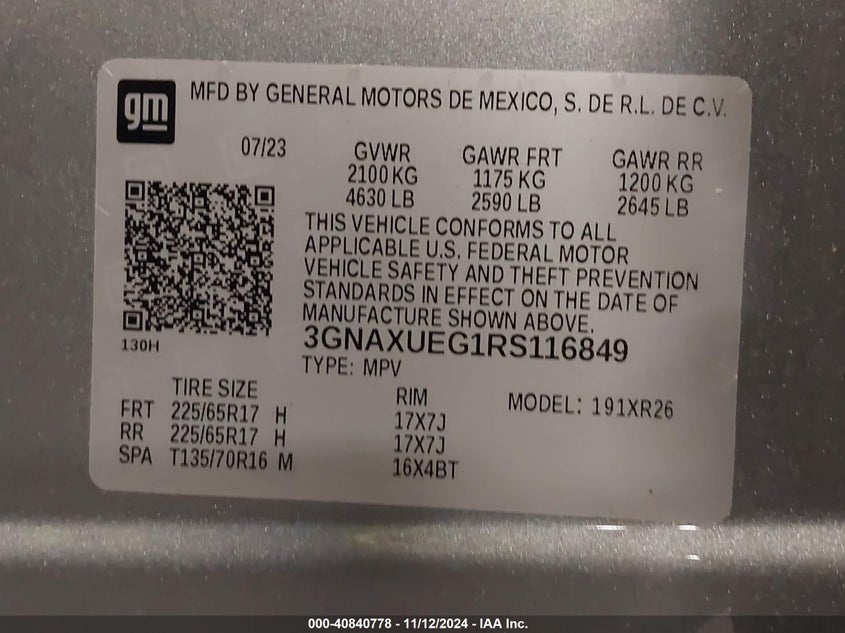 gm
MFD BY GENERAL MOTORS DE MEXICO, S. DE R.L. DE C.V.
07/23 GVWR GAWR FRT GAWR RR
2100 KG 1175 KG 1200 KG
4630 LB 2590 LB 2645 LB
THIS VEHICLE CONFORMS TO ALL
APPLICABLE U.S. FEDERAL MOTOR
VEHICLE SAFETY AND THEFT PREVENTION
STANDARDS IN EFFECT ON THE DATE OF
MANUFACTURE SHOWN ABOVE.
130H 3GNAXUEG1RS116849
TYPE: MPV
TIRE SIZE RIM MODEL: 191XR26
FRT 225/65R17 H 17X7J
RR 225/65R17 H 17X7J
SPA T135/70R16 M 16X4BT
000-40840778 - 11/12/2024 - IAA Inc.